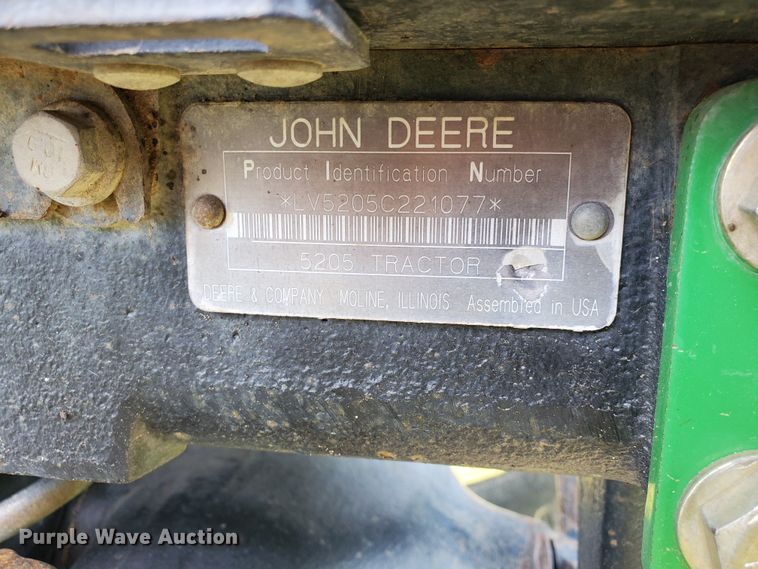 JOHN DEERE
Product Identification Number
*LV5205C221077*
5205 TRACTOR
DEERE & COMPANY MOLINE, ILLINOIS Assembled in USA
Purple Wave Auction